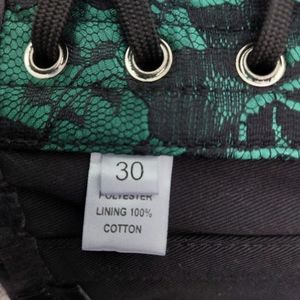 30
POLYESTER
LINING 100%
COTTON